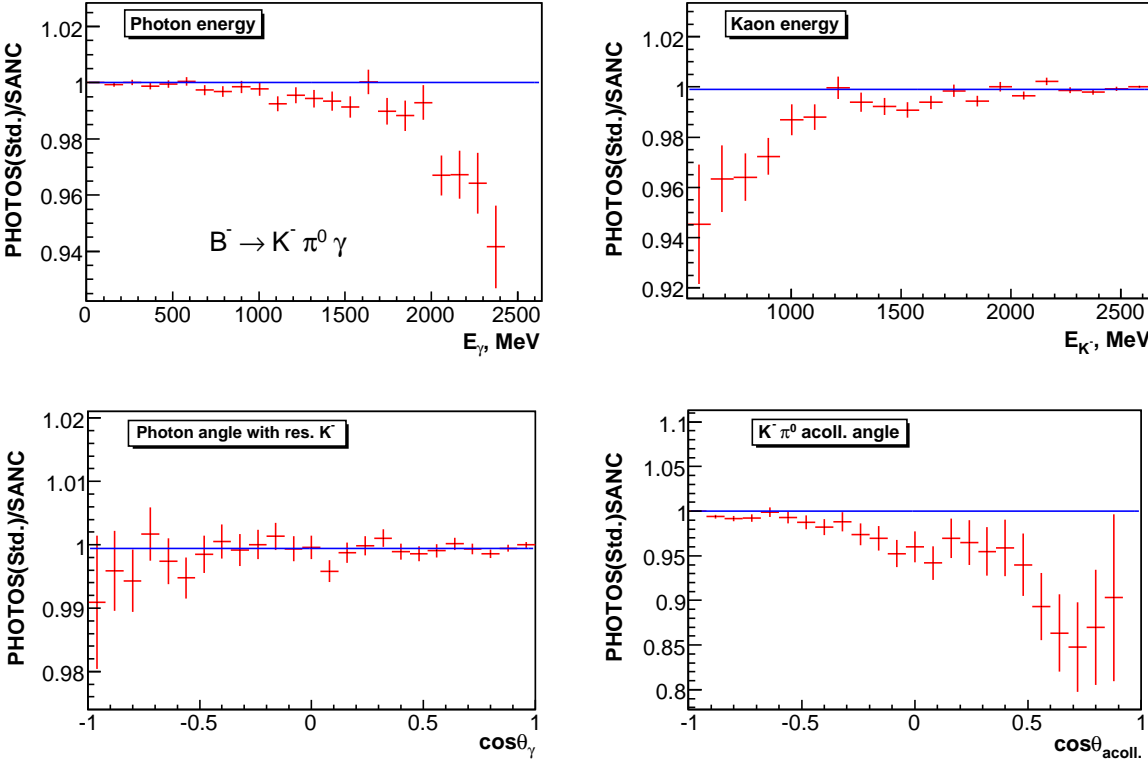 Photon energy
PHOTOS(Std.)/SANC
1.02
1
0.98
0.96
0.94
B⁻ → K⁻ π⁰ γ
0 500 1000 1500 2000 2500
E_γ, MeV
Kaon energy
PHOTOS(Std.)/SANC
1.02
1
0.98
0.96
0.94
0.92
1000 1500 2000 2500
E_K⁻, MeV
Photon angle with res. K⁻
PHOTOS(Std.)/SANC
1.02
1.01
1
0.99
0.98
-1 -0.5 0 0.5 1
cosθ_γ
K⁻ π⁰ acoll. angle
PHOTOS(Std.)SANC
1.1
1.05
1
0.95
0.9
0.85
0.8
-1 -0.5 0 0.5 1
cosθ_acoll.